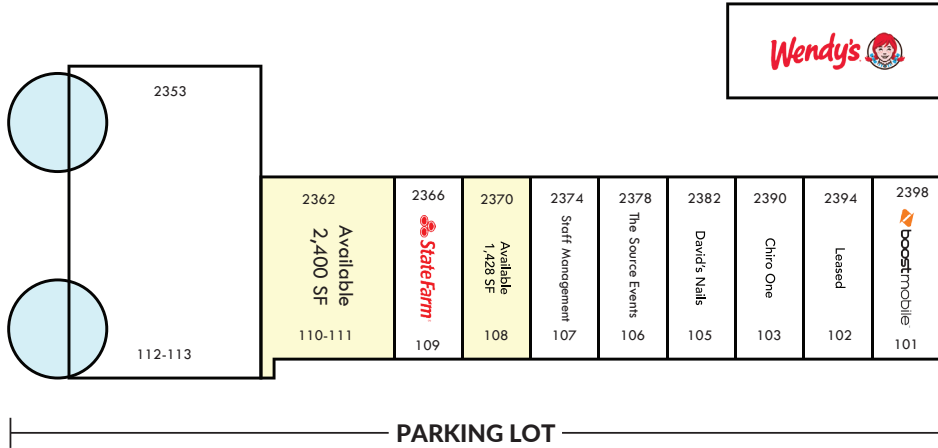 Wendy's
2353
112-113
2362
Available
2,400 SF
110-111
2366
StateFarm
109
2370
Available
1,428 SF
108
2374
Staff Management
107
2378
The Source Events
106
2382
David's Nails
105
2390
Chiro One
103
2394
Leased
102
2398
boostmobile
101
PARKING LOT